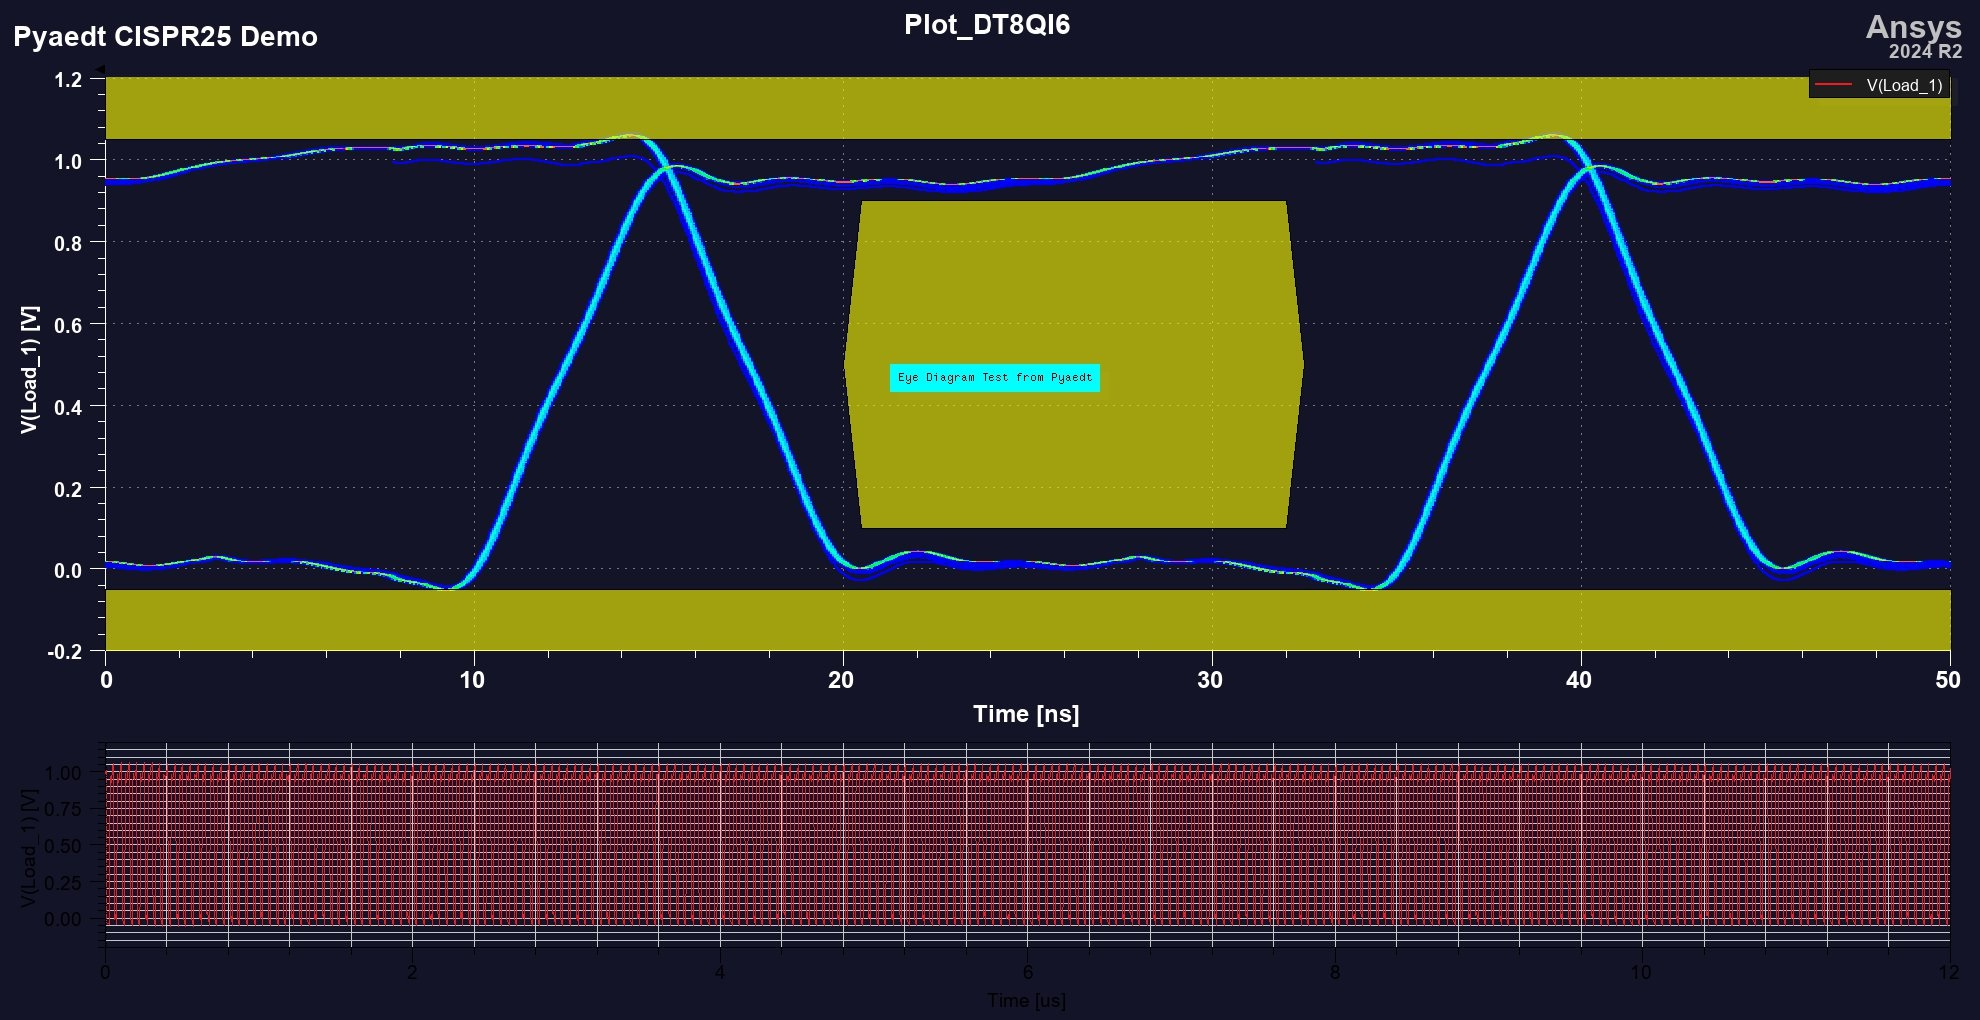 Plot_DT8QI6
Pyaedt CISPR25 Demo
Ansys
2024 R2
V(Load_1)
V(Load_1) [V]
1.2
1.0
0.8
0.6
0.4
0.2
0.0
-0.2
Eye Diagram Test from Pyaedt
0 10 20 30 40 50
Time [ns]
V(Load_1) [V]
1.00
0.75
0.50
0.25
0.00
0 2 4 6 8 10 12
Time [us]